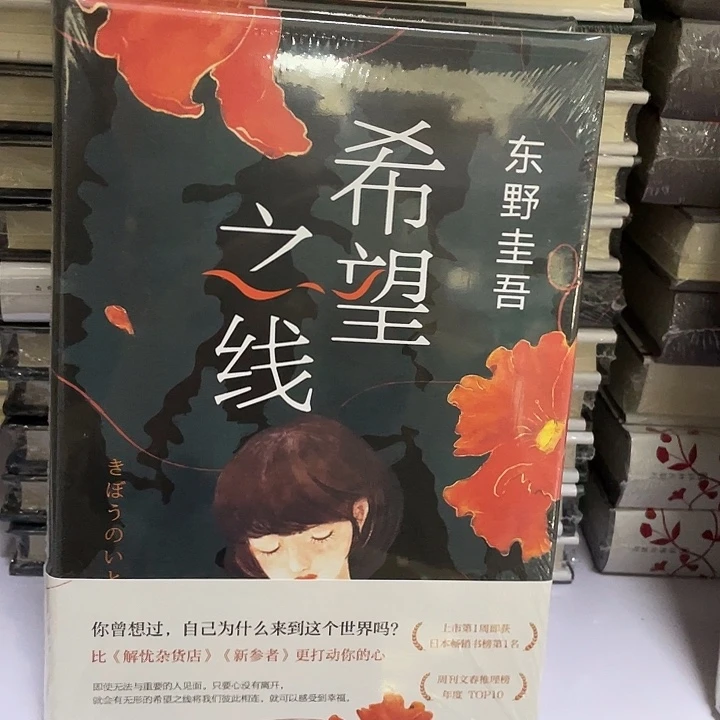 希望
之线
东野圭吾
きぼうのいと
你曾想过，自己为什么来到这个世界吗？
比《解忧杂货店》《新参者》更打动你的心
即使无法与重要的人见面，只要心没有离开，
就会有无形的希望之线将我们彼此相连，就可以感受到幸福。
上市第1周即获
日本畅销书榜第1名
周刊文春推理榜
年度 TOP10